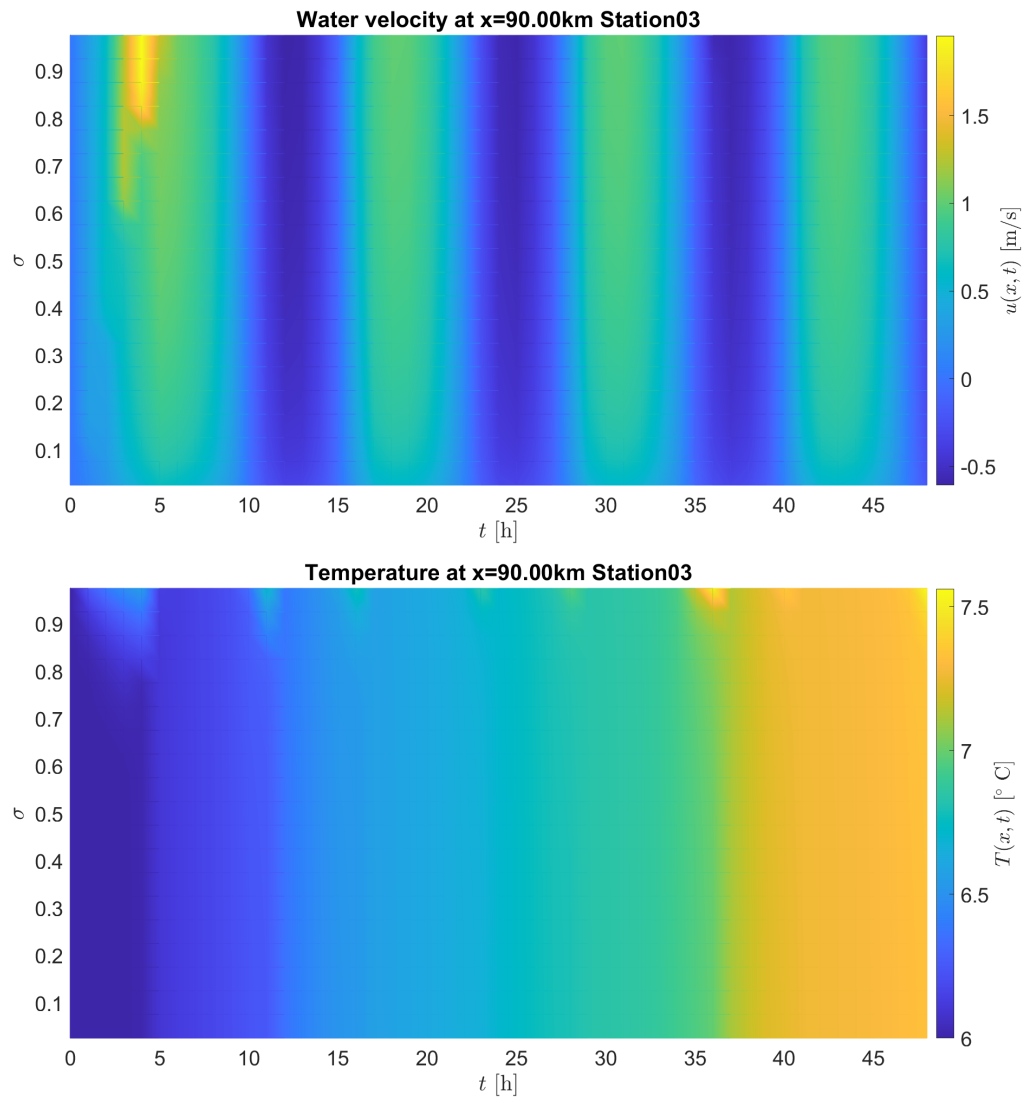 Water velocity at x=90.00km Station03
0.9
0.8
0.7
0.6
0.5
0.4
0.3
0.2
0.1
σ
0 5 10 15 20 25 30 35 40 45
t [h]
1.5
1
0.5
0
-0.5
u(x, t) [m/s]
Temperature at x=90.00km Station03
0.9
0.8
0.7
0.6
0.5
0.4
0.3
0.2
0.1
σ
0 5 10 15 20 25 30 35 40 45
t [h]
7.5
7
6.5
6
T(x, t) [° C]